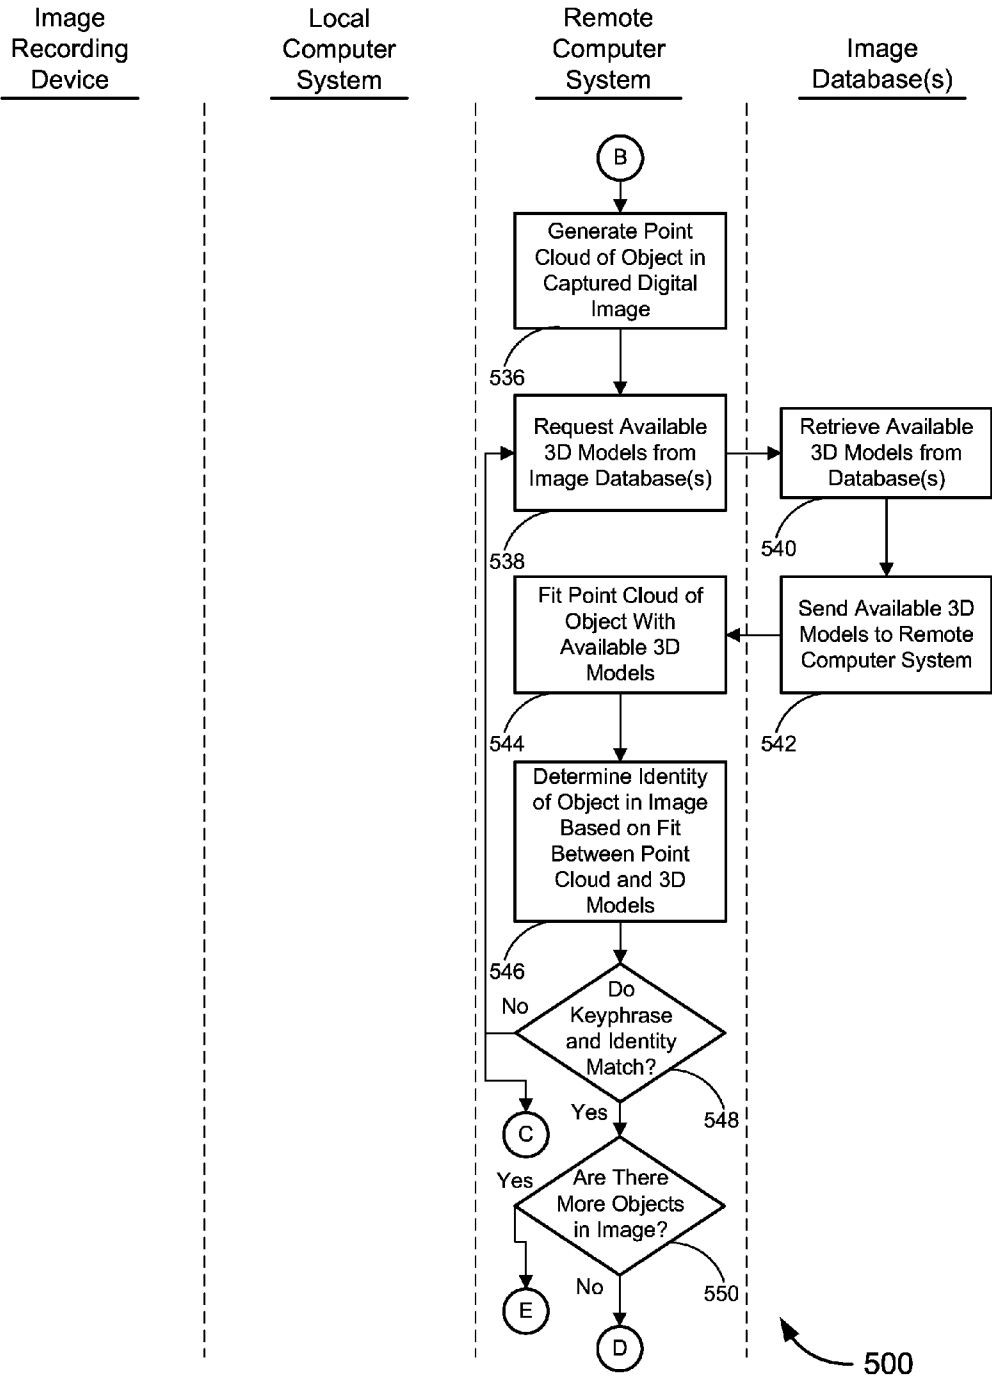 Image
Recording
Device
Local
Computer
System
Remote
Computer
System
Image
Database(s)
B
Generate Point
Cloud of Object in
Captured Digital
Image
536
Request Available
3D Models from
Image Database(s)
538
Retrieve Available
3D Models from
Database(s)
540
Send Available 3D
Models to Remote
Computer System
542
Fit Point Cloud of
Object With
Available 3D
Models
544
Determine Identity
of Object in Image
Based on Fit
Between Point
Cloud and 3D
Models
546
Do
Keyphrase
and Identity
Match?
548
No
C
Yes
Are There
More Objects
in Image?
550
Yes
E
No
D
500